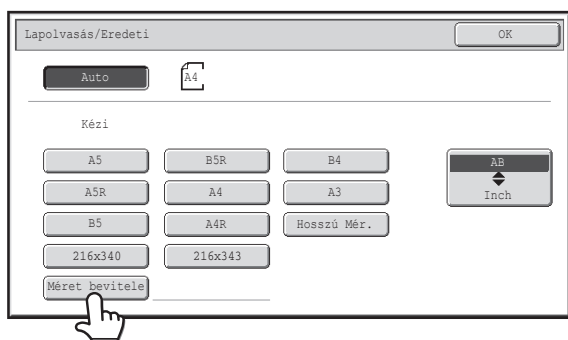 Lapolvasás/Eredeti OK
Auto A4
Kézi
A5 B5R B4 AB
A5R A4 A3 Inch
B5 A4R Hosszú Mér.
216x340 216x343
Méret bevitele